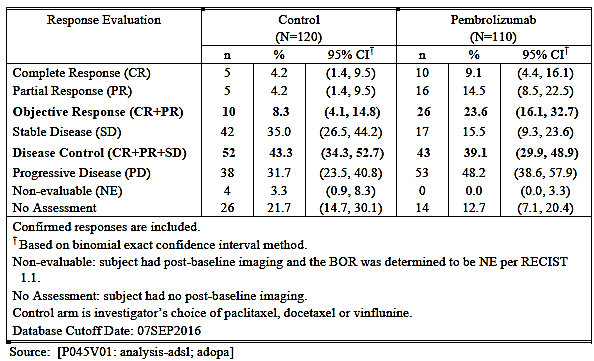 Response Evaluation Control Pembrolizumab
(N=120) (N=110)
n % 95% CI† n % 95% CI†
Complete Response (CR) 5 4.2 (1.4, 9.5) 10 9.1 (4.4, 16.1)
Partial Response (PR) 5 4.2 (1.4, 9.5) 16 14.5 (8.5, 22.5)
Objective Response (CR+PR) 10 8.3 (4.1, 14.8) 26 23.6 (16.1, 32.7)
Stable Disease (SD) 42 35.0 (26.5, 44.2) 17 15.5 (9.3, 23.6)
Disease Control (CR+PR+SD) 52 43.3 (34.3, 52.7) 43 39.1 (29.9, 48.9)
Progressive Disease (PD) 38 31.7 (23.5, 40.8) 53 48.2 (38.6, 57.9)
Non-evaluable (NE) 4 3.3 (0.9, 8.3) 0 0.0 (0.0, 3.3)
No Assessment 26 21.7 (14.7, 30.1) 14 12.7 (7.1, 20.4)
Confirmed responses are included.
† Based on binomial exact confidence interval method.
Non-evaluable: subject had post-baseline imaging and the BOR was determined to be NE per RECIST
1.1.
No Assessment: subject had no post-baseline imaging.
Control arm is investigator's choice of paclitaxel, docetaxel or vinflunine.
Database Cutoff Date: 07SEP2016
Source: [P045V01: analysis-adsl; adopa]